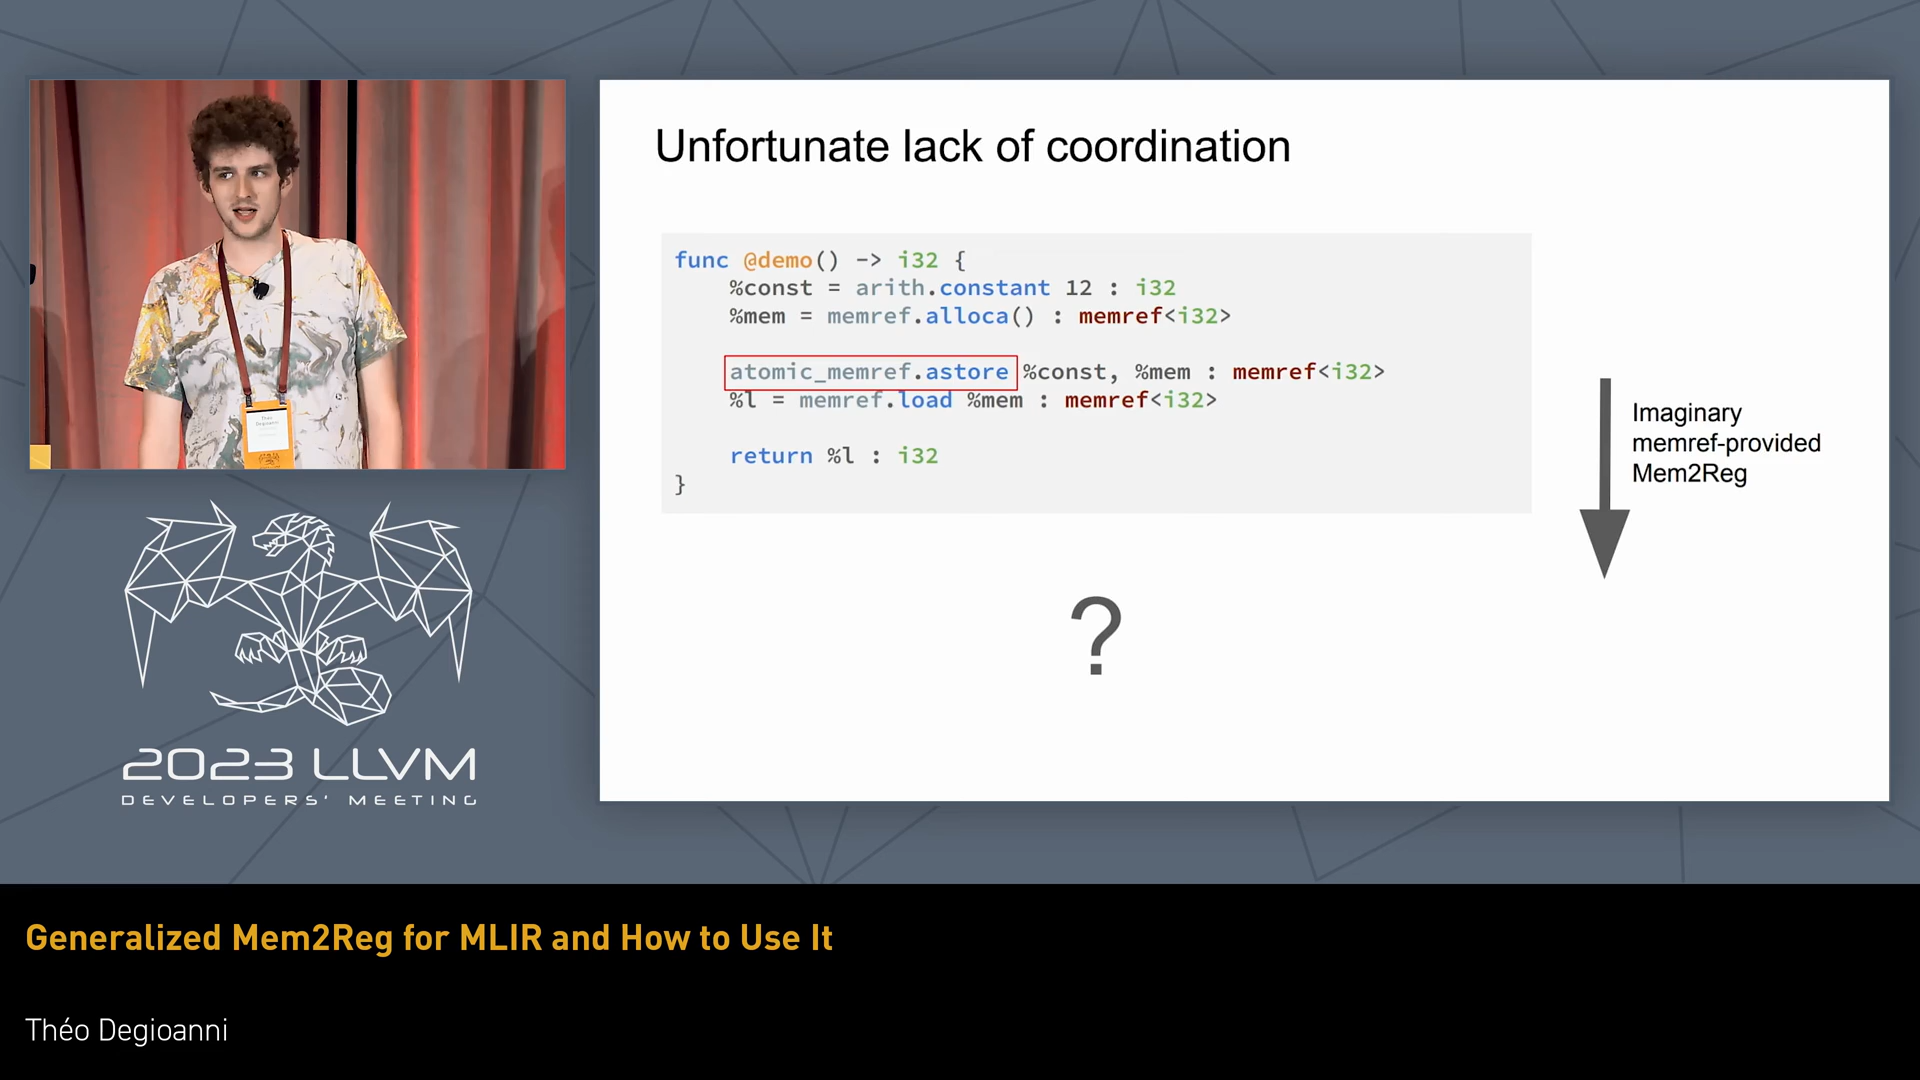 Unfortunate lack of coordination
func @demo() -> i32 {
%const = arith.constant 12 : i32
%mem = memref.alloca() : memref<i32>
atomic_memref.astore %const, %mem : memref<i32>
%l = memref.load %mem : memref<i32>
return %l : i32
}
Imaginary
memref-provided
Mem2Reg
?
Théo
Degioanni
2023 LLVM
DEVELOPERS' MEETING
Generalized Mem2Reg for MLIR and How to Use It
Théo Degioanni